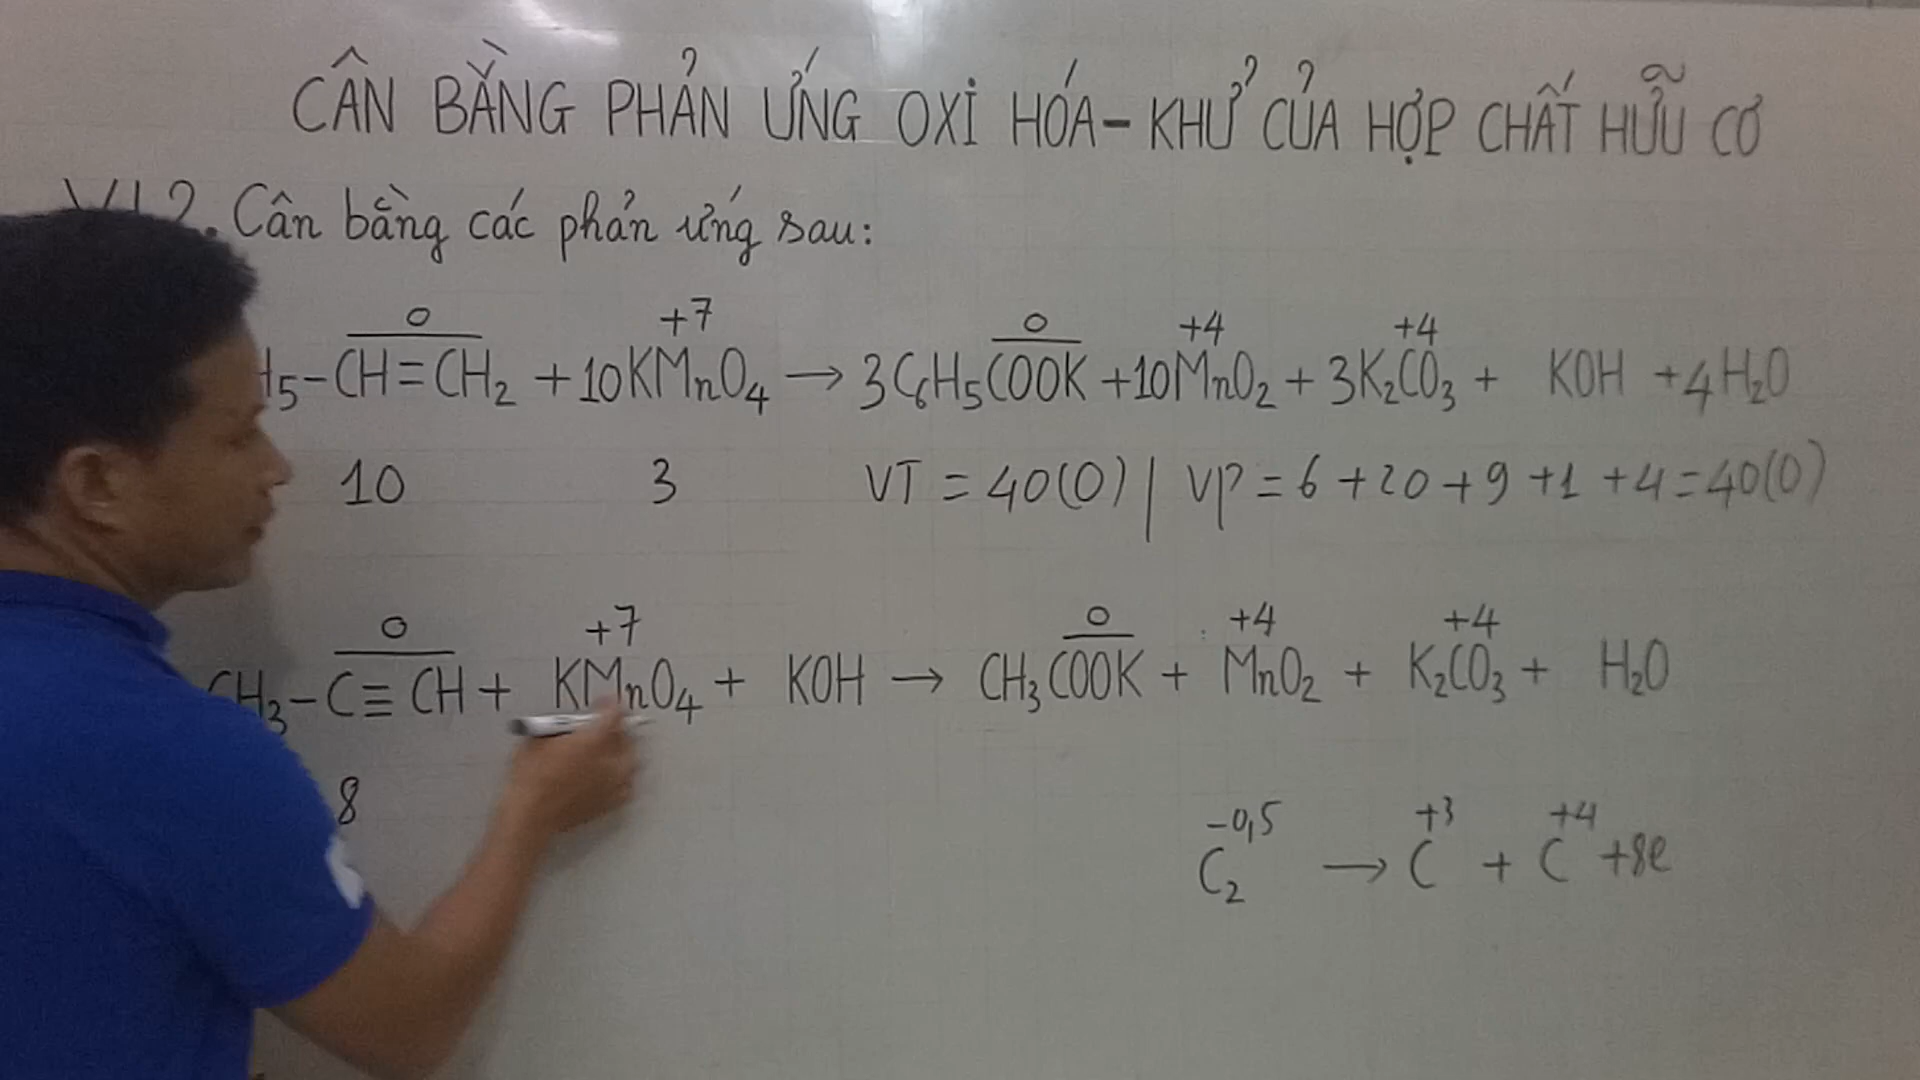 CÂN BẰNG PHẢN ỨNG OXI HÓA-KHỬ CỦA HỢP CHẤT HỮU CƠ
Cân bằng các phản ứng sau:
0 +7 0 +4 +4
H₅-CH=CH₂ + 10KMnO₄ → 3C₆H₅COOK + 10MnO₂ + 3K₂CO₃ + KOH + 4H₂O
10 3 VT = 40(O) | VP = 6 + 20 + 9 + 1 + 4 = 40(O)
0 +7 0 +4 +4
CH₃-C≡CH + KMnO₄ + KOH → CH₃COOK + MnO₂ + K₂CO₃ + H₂O
8
-0,5 +3 +4
C₂ → C + C + 8e